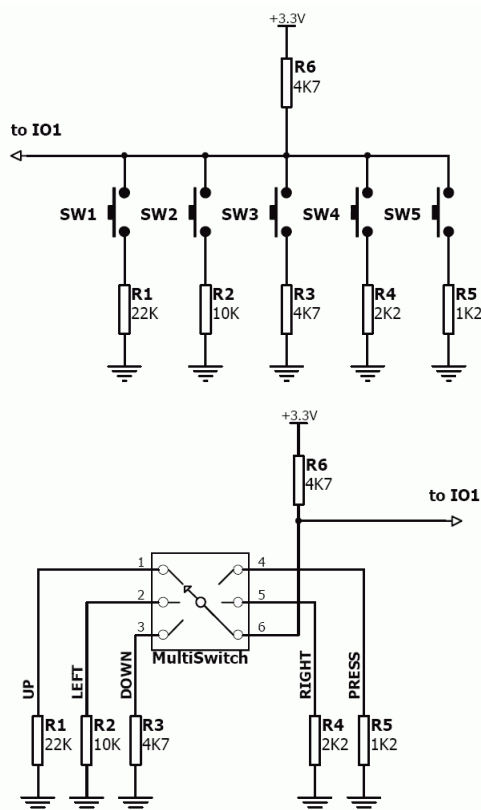 +3.3V
R6
4K7
to IO1
SW1 SW2 SW3 SW4 SW5
R1 R2 R3 R4 R5
22K 10K 4K7 2K2 1K2
+3.3V
R6
4K7
to IO1
1 4
2 5
3 6
MultiSwitch
UP LEFT DOWN RIGHT PRESS
R1 R2 R3 R4 R5
22K 10K 4K7 2K2 1K2